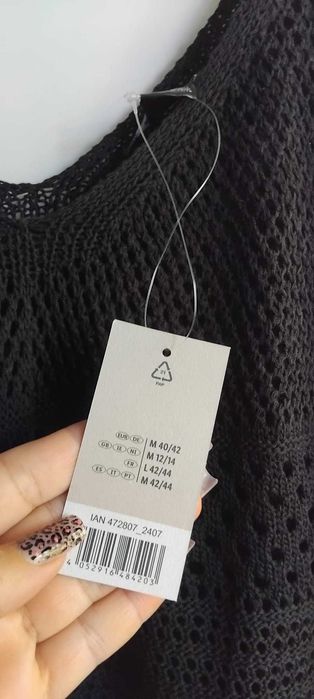 21
PAP
EUR DE M 40/42
GB IE NI M 12/14
FR L 42/44
ES IT PT M 42/44
IAN 472807_2407
4 052916 484203